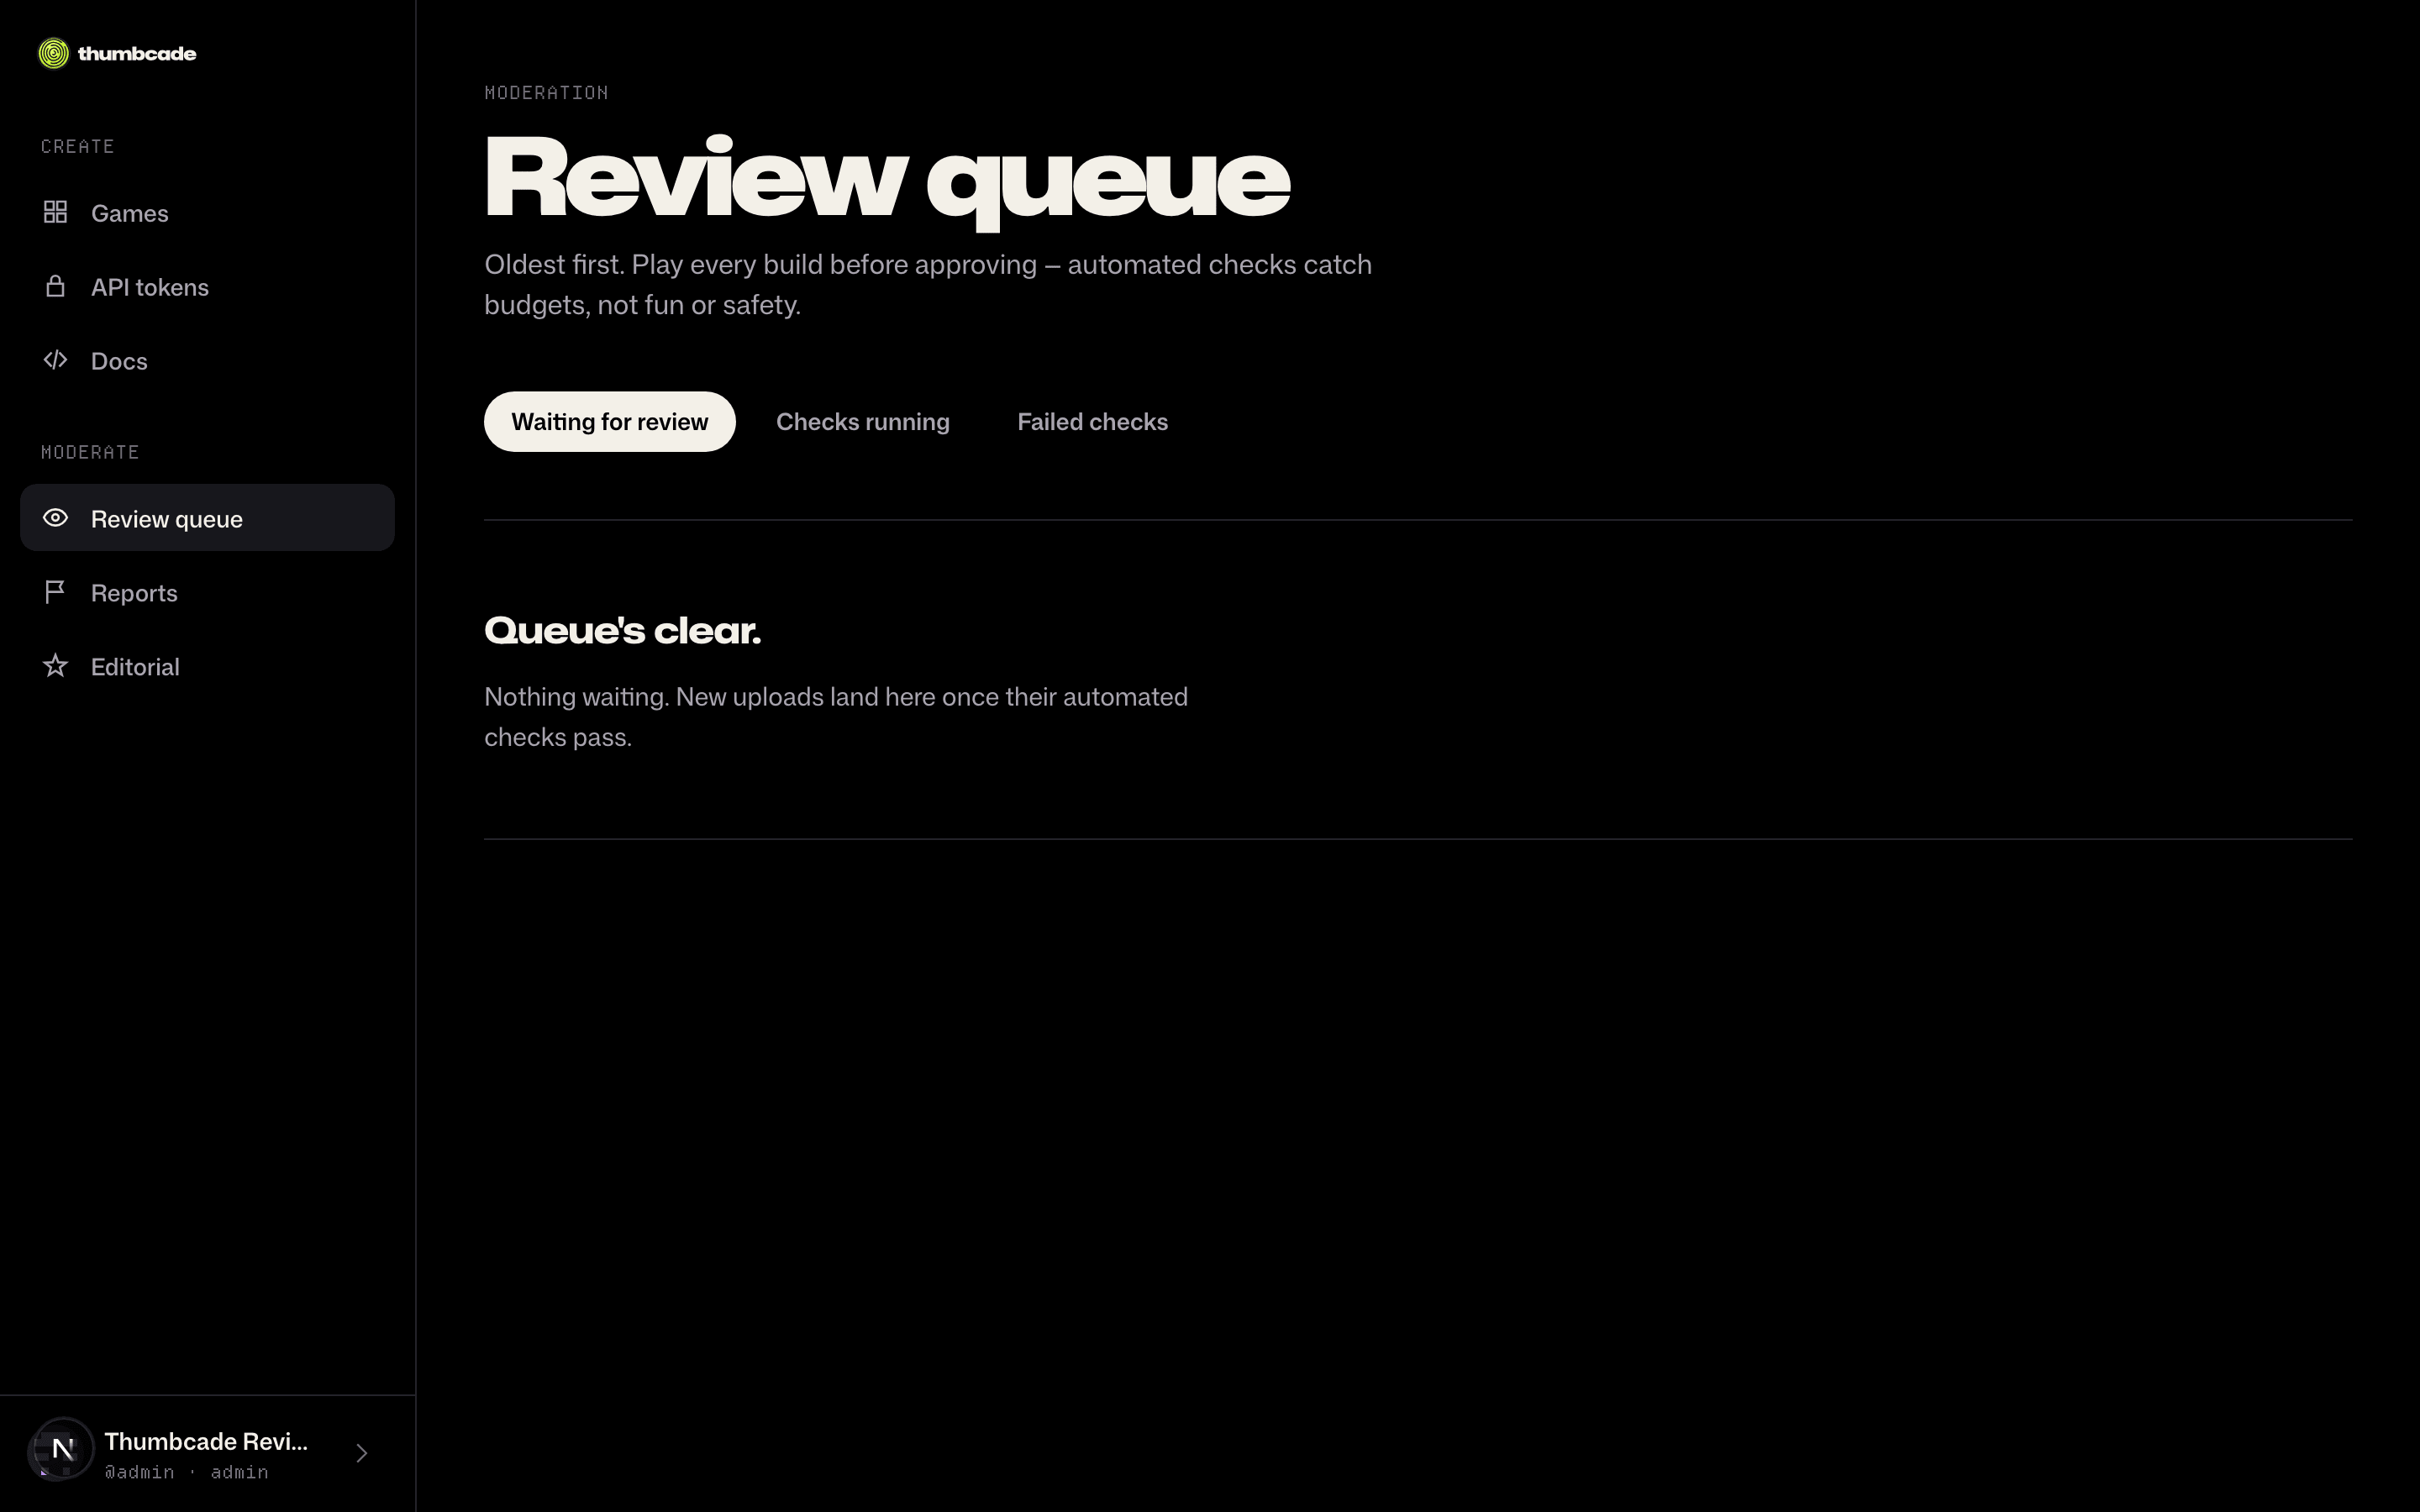 thumbcade
CREATE
Games
API tokens
Docs
MODERATE
Review queue
Reports
Editorial
N
Thumbcade Revi...
@admin · admin
MODERATION
Review queue
Oldest first. Play every build before approving — automated checks catch
budgets, not fun or safety.
Waiting for review
Checks running
Failed checks
Queue's clear.
Nothing waiting. New uploads land here once their automated
checks pass.